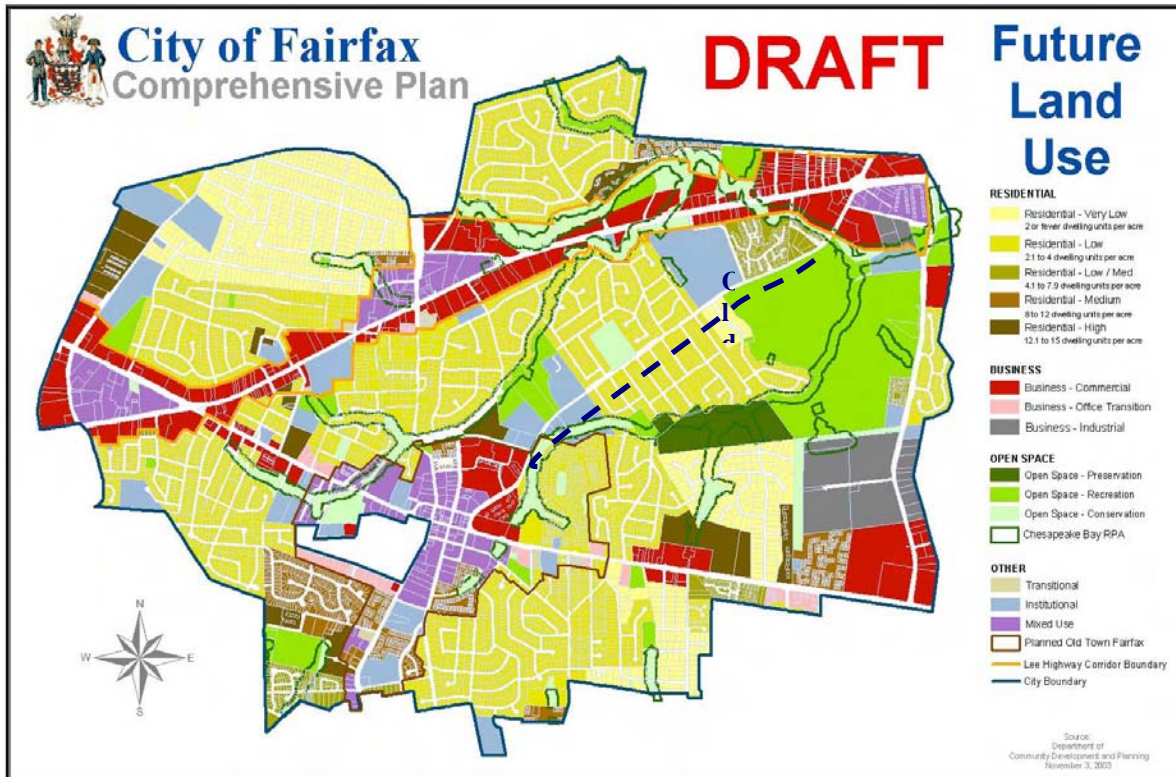 City of Fairfax
Comprehensive Plan
DRAFT
Future
Land
Use
RESIDENTIAL
Residential - Very Low
2 or fewer dwelling units per acre
Residential - Low
2.1 to 4 dwelling units per acre
Residential - Low / Med
4.1 to 7.9 dwelling units per acre
Residential - Medium
8 to 12 dwelling units per acre
Residential - High
12.1 to 15 dwelling units per acre
BUSINESS
Business - Commercial
Business - Office Transition
Business - Industrial
OPEN SPACE
Open Space - Preservation
Open Space - Recreation
Open Space - Conservation
Chesapeake Bay RPA
OTHER
Transitional
Institutional
Mixed Use
Planned Old Town Fairfax
Lee Highway Corridor Boundary
City Boundary
Old
N
W
E
S
Source:
Department of
Community Development and Planning
November 3, 2003